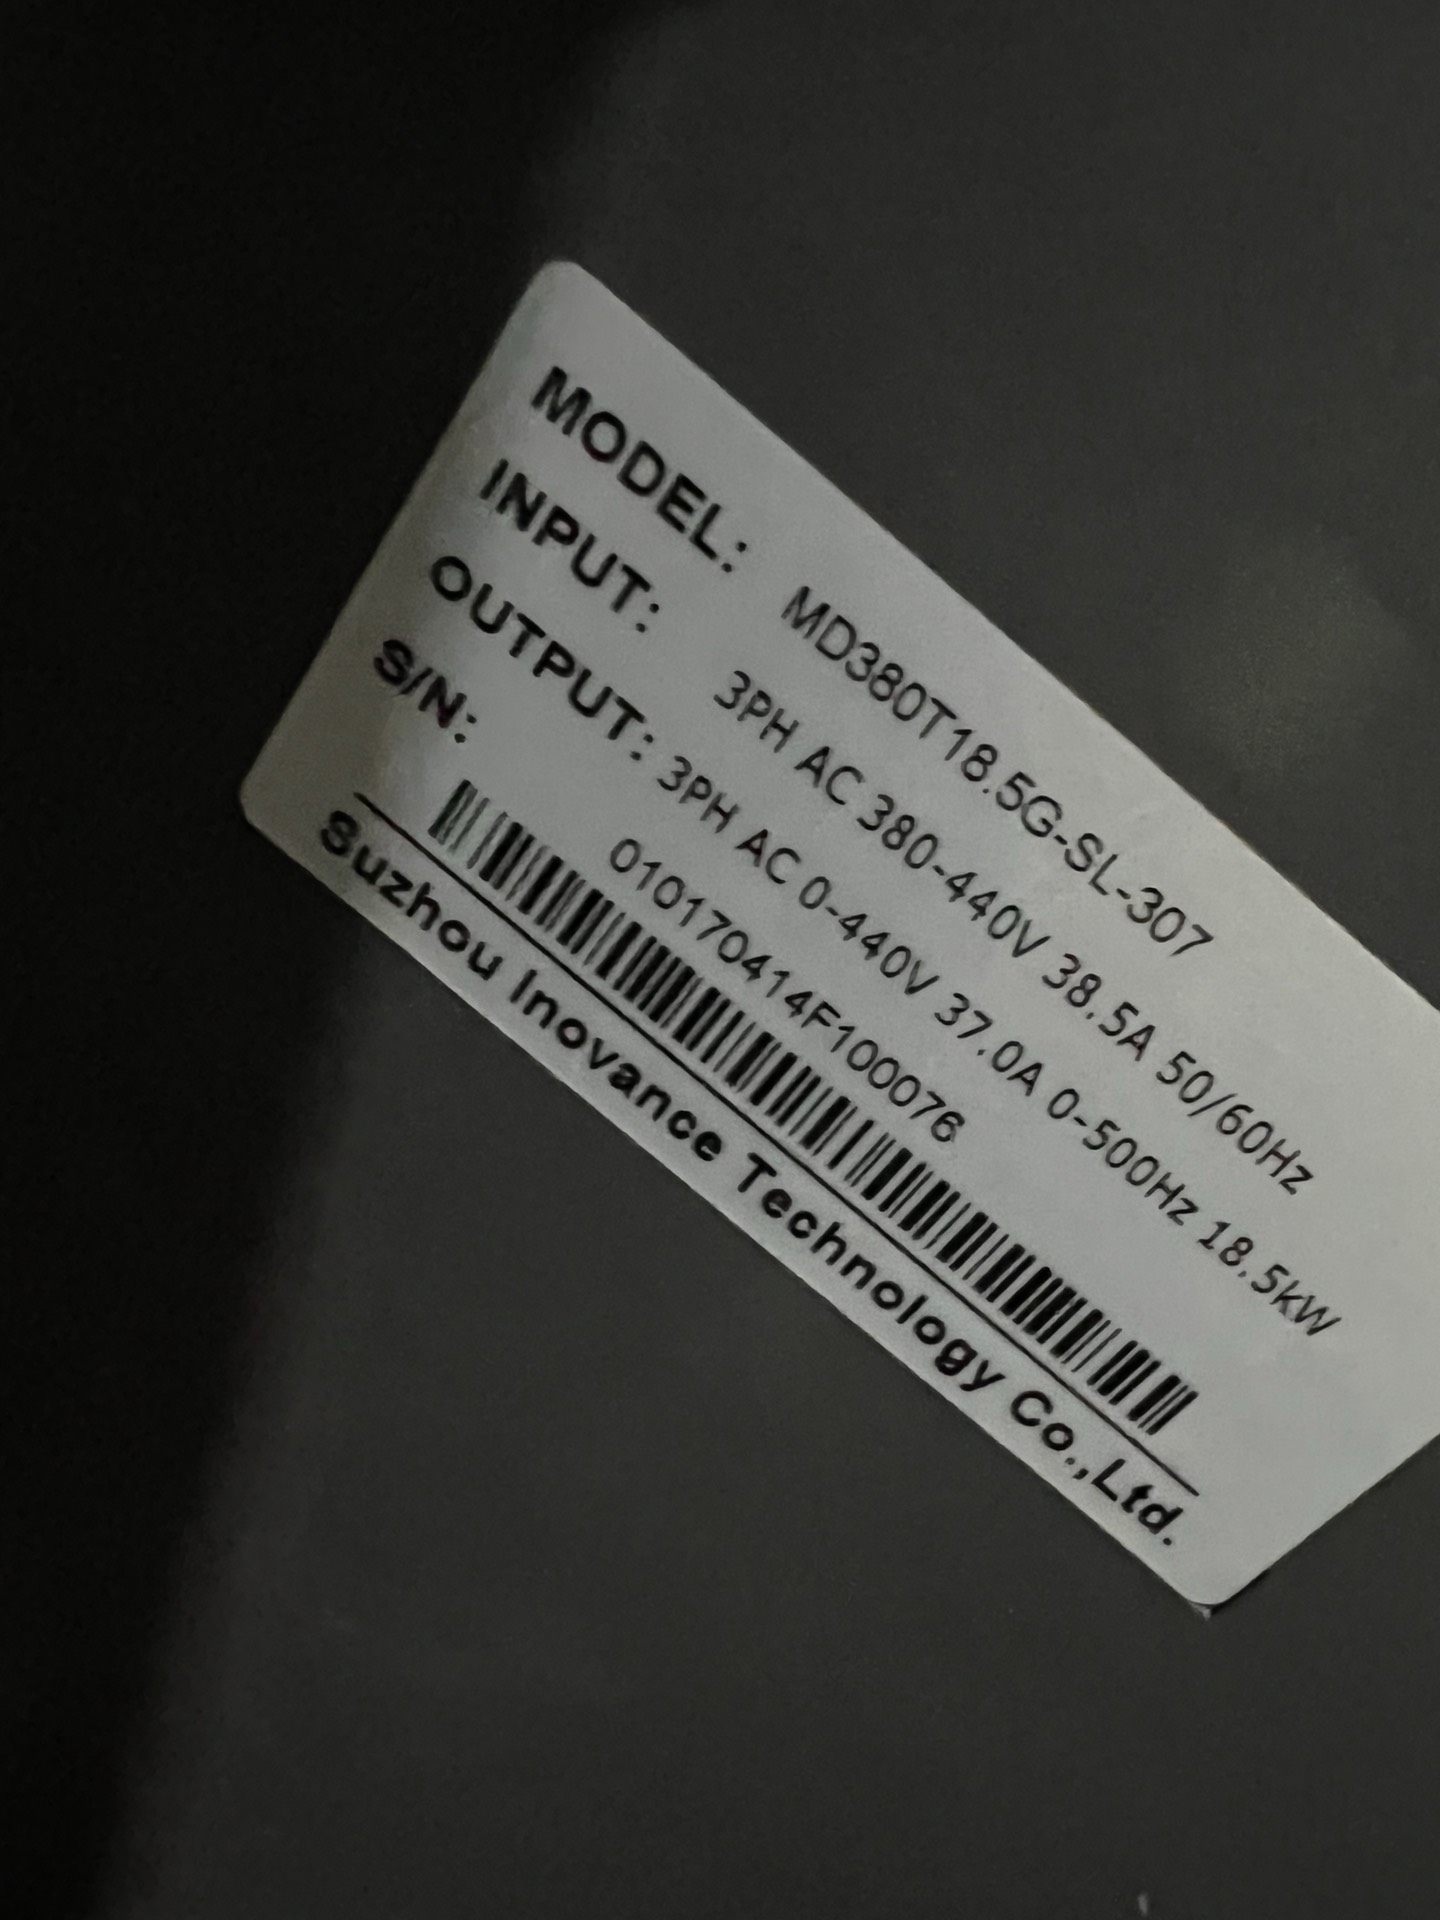 MODEL: MD380T18.5G-SL-307
INPUT: 3PH AC 380-440V 38.5A 50/60Hz
OUTPUT: 3PH AC 0-440V 37.0A 0-500Hz 18.5kW
S/N: 010170414F100076
Suzhou Inovance Technology Co.,Ltd.